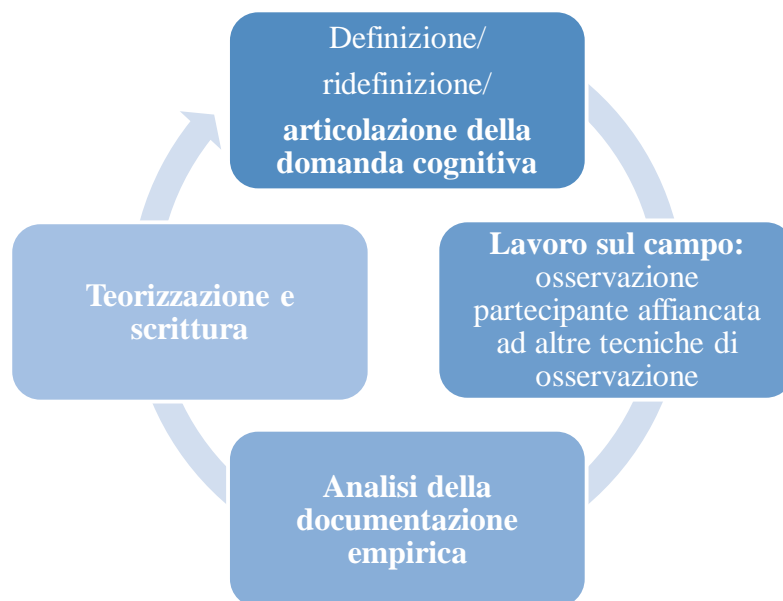 Definizione/
ridefinizione/
articolazione della
domanda cognitiva
Lavoro sul campo:
osservazione
partecipante affiancata
ad altre tecniche di
osservazione
Analisi della
documentazione
empirica
Teorizzazione e
scrittura